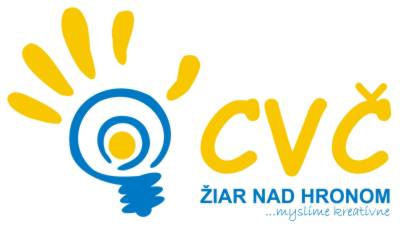 CVČ
ŽIAR NAD HRONOM
...myslíme kreatívne